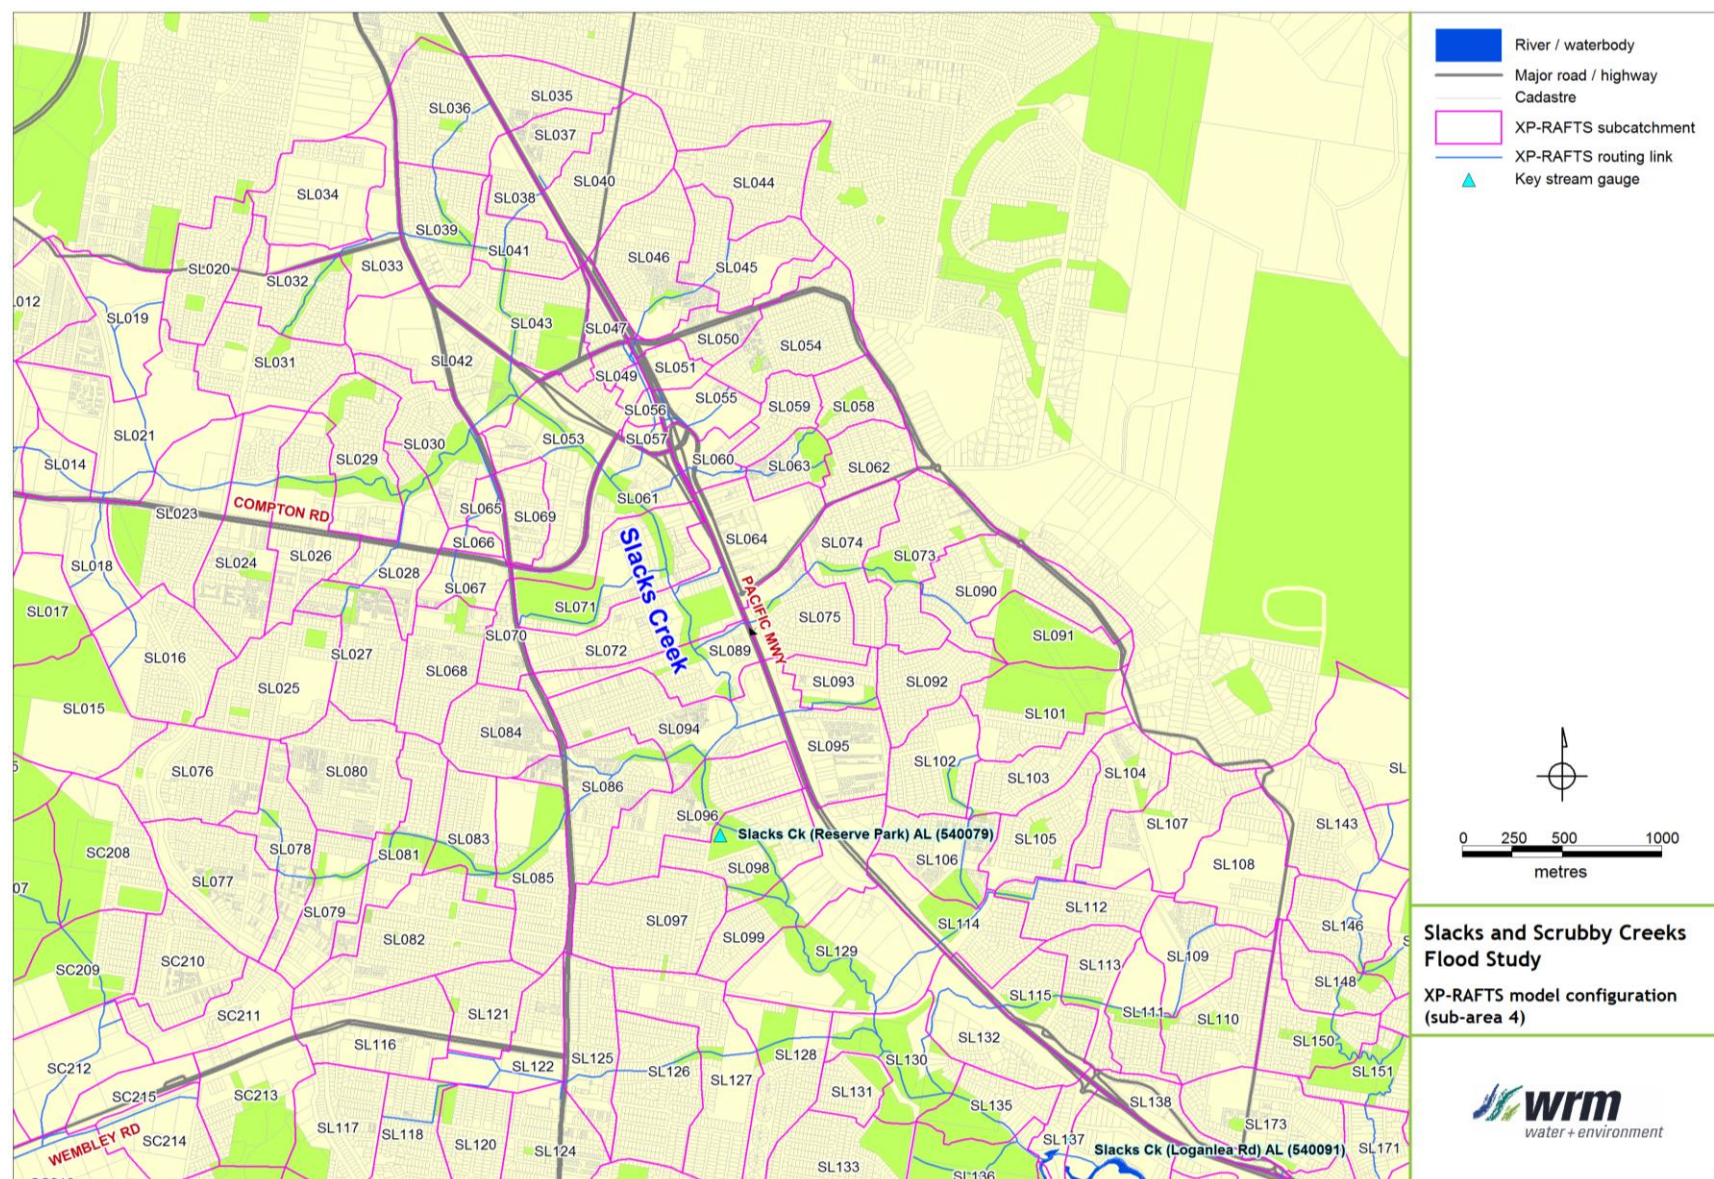 River / waterbody
Major road / highway
Cadastre
XP-RAFTS subcatchment
XP-RAFTS routing link
Key stream gauge
0 250 500 1000
metres
Slacks and Scrubby Creeks
Flood Study
XP-RAFTS model configuration
(sub-area 4)
wrm
water + environment
SL036
SL035
SL037
SL040
SL044
SL034
SL038
SL039
SL041
SL046
SL045
SL020
SL033
SL032
SL019
SL043
SL047
SL050
SL054
SL031
SL042
SL049
SL051
SL055
SL059
SL058
SL056
SL021
SL030
SL053
SL057
SL029
SL014
SL060
SL063
SL062
SL061
COMPTON RD
SL023
SL065
SL069
SL066
SL064
SL074
SL073
SL024
SL026
SL028
SL018
SL067
Slacks Creek
PACIFIC MWY
SL090
SL017
SL071
SL075
SL070
SL091
SL016
SL027
SL072
SL089
SL068
SL025
SL093
SL092
SL015
SL101
SL084
SL094
SL095
SL076
SL080
SL102
SL103
SL104
SL086
SL096
SL107
SL143
Slacks Ck (Reserve Park) AL (540079)
SL083
SL105
SC208
SL078
SL081
SL106
SL098
SL108
SL077
SL085
SL079
SL112
SL097
SL114
SL146
SL082
SL099
SL129
SC210
SL109
SL113
SC209
SL148
SL115
SL111
SL110
SC211
SL121
SL132
SL150
SL116
SL125
SL128
SL130
SC212
SL122
SL126
SL127
SL151
SC215
SC213
SL131
SL135
SL138
SL173
SL117
SL118
SL137
WEMBLEY RD
SC214
SL120
SL124
Slacks Ck (Loganlea Rd) AL (540091)
SL171
SL133
SL136